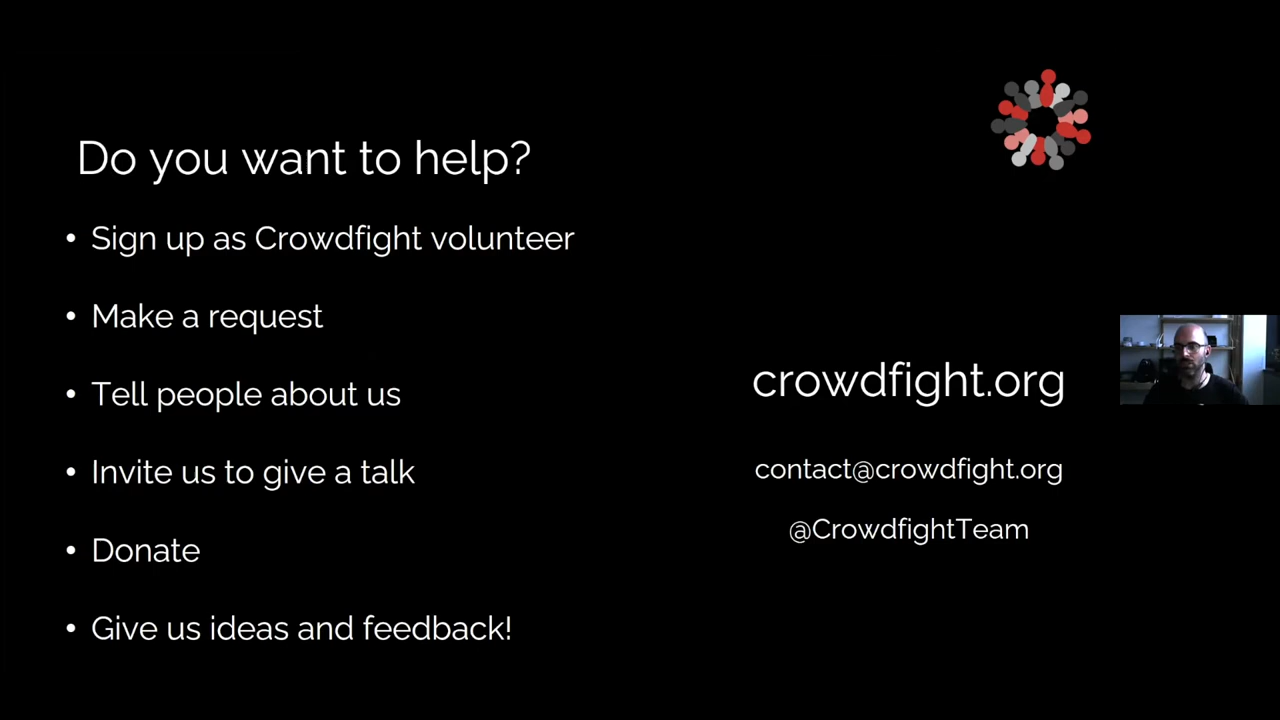 Do you want to help?
• Sign up as Crowdfight volunteer
• Make a request
• Tell people about us
• Invite us to give a talk
• Donate
• Give us ideas and feedback!
crowdfight.org
contact@crowdfight.org
@CrowdfightTeam